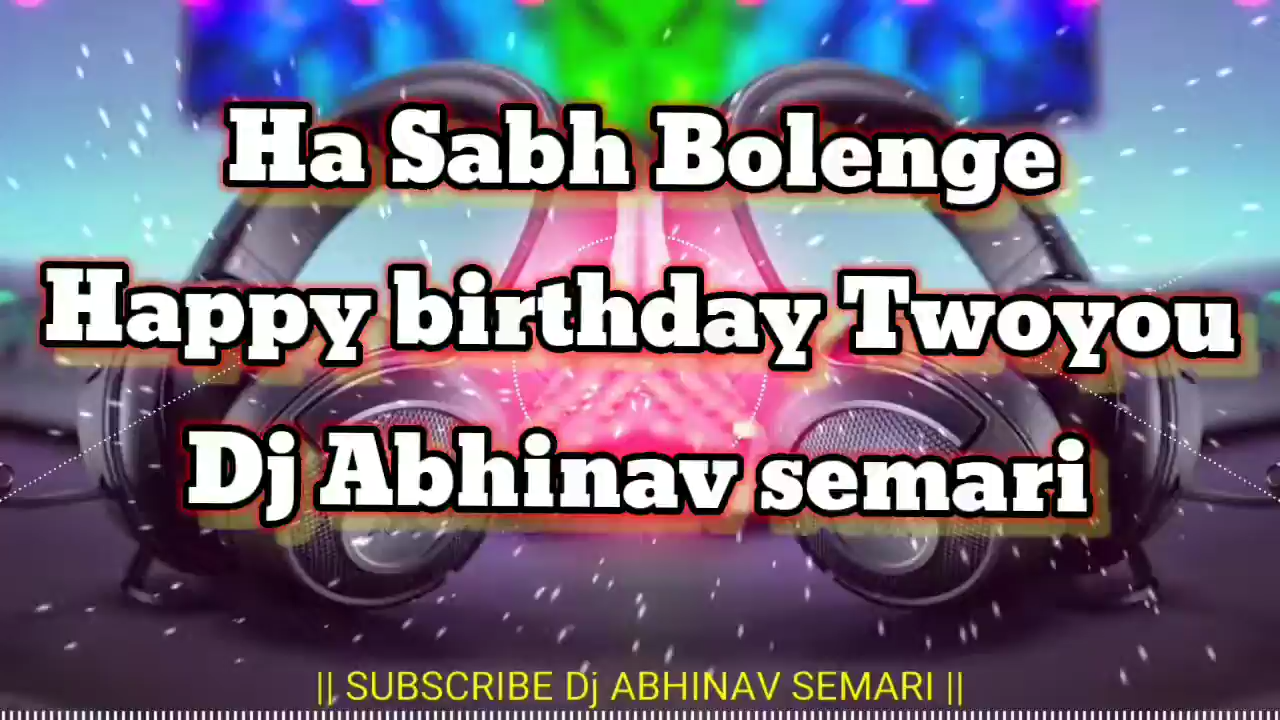 Ha Sabh Bolenge
Happy birthday Twoyou
Dj Abhinav semari
|| SUBSCRIBE Dj ABHINAV SEMARI ||